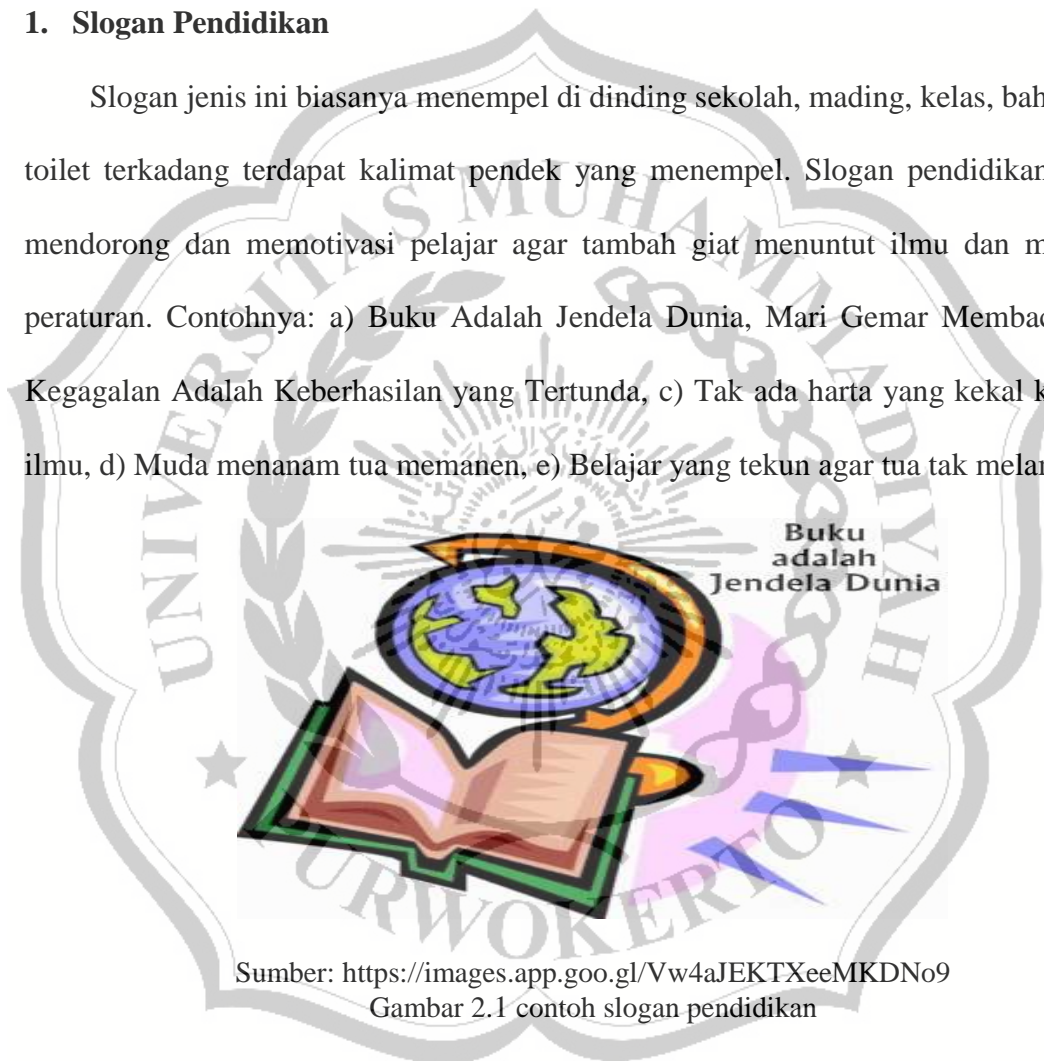 1. Slogan Pendidikan
Slogan jenis ini biasanya menempel di dinding sekolah, mading, kelas, bah
toilet terkadang terdapat kalimat pendek yang menempel. Slogan pendidikan
mendorong dan memotivasi pelajar agar tambah giat menuntut ilmu dan m
peraturan. Contohnya: a) Buku Adalah Jendela Dunia, Mari Gemar Membac
Kegagalan Adalah Keberhasilan yang Tertunda, c) Tak ada harta yang kekal k
ilmu, d) Muda menanam tua memanen, e) Belajar yang tekun agar tua tak melar
Buku
adalah
Jendela Dunia
UNIVERSITAS MUHAMMADIYAH
PURWOKERTO
Sumber: https://images.app.goo.gl/Vw4aJEKTXeeMKDNo9
Gambar 2.1 contoh slogan pendidikan